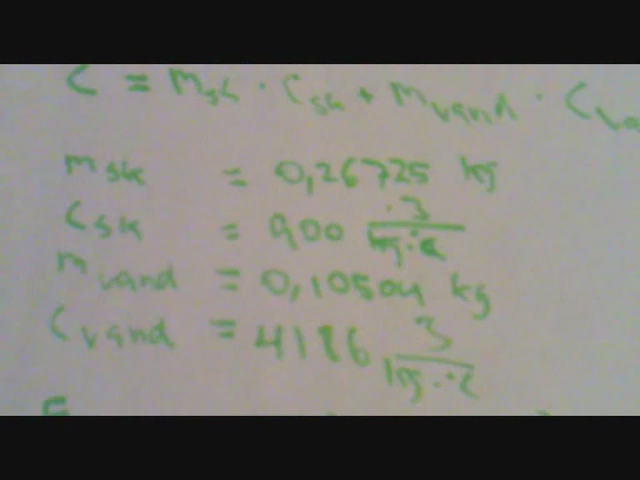 C = m_sk · C_sk + m_vand · C_va
m_sk = 0,26725 kg
C_sk = 900 J/kg·°C
m_vand = 0,10504 kg
C_vand = 4186 J/kg·°C